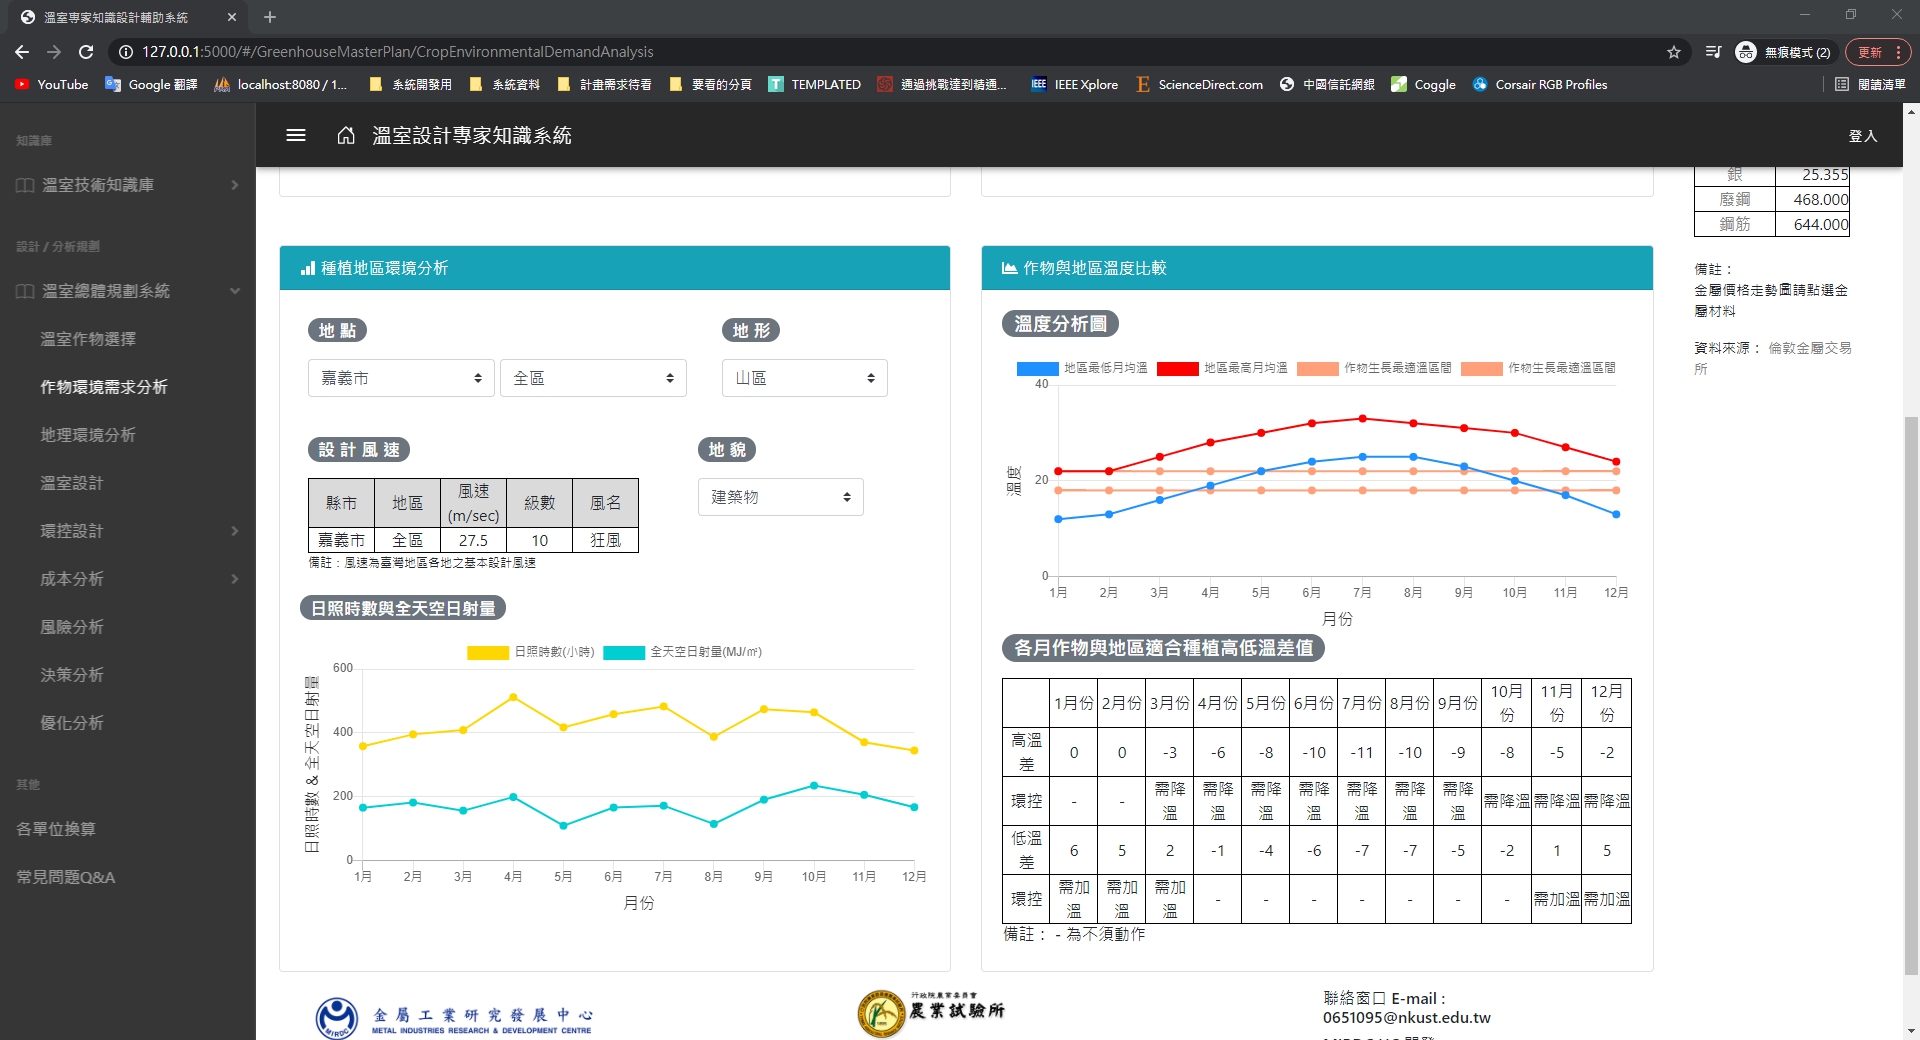 溫室專家知識設計輔助系統
127.0.0.1:5000/#/GreenhouseMasterPlan/CropEnvironmentalDemandAnalysis
無痕模式 (2)
更新
YouTube
Google 翻譯
localhost:8080 / 1...
系統開發用
系統資料
計畫需求待看
要看的分頁
TEMPLATED
通過挑戰達到精通...
IEEE Xplore
ScienceDirect.com
中國信託網銀
Coggle
Corsair RGB Profiles
閱讀清單
溫室設計專家知識系統
登入
知識庫
溫室技術知識庫
設計 / 分析規劃
溫室總體規劃系統
溫室作物選擇
作物環境需求分析
地理環境分析
溫室設計
環控設計
成本分析
風險分析
決策分析
優化分析
其他
各單位換算
常見問題Q&A
種植地區環境分析
地 點
地 形
嘉義市
全區
山區
設 計 風 速
地 貌
縣市 地區 風速 (m/sec) 級數 風名
嘉義市 全區 27.5 10 狂風
備註：風速為臺灣地區各地之基本設計風速
建築物
日照時數與全天空日射量
日照時數(小時) 全天空日射量(MJ/㎡)
日照時數 & 全天空日射量
600
400
200
0
1月 2月 3月 4月 5月 6月 7月 8月 9月 10月 11月 12月
月份
作物與地區溫度比較
溫度分析圖
地區最低月均溫 地區最高月均溫 作物生長最適溫區間 作物生長最適溫區間
溫度
40
20
0
1月 2月 3月 4月 5月 6月 7月 8月 9月 10月 11月 12月
月份
各月作物與地區適合種植高低溫差值
1月份 2月份 3月份 4月份 5月份 6月份 7月份 8月份 9月份 10月份 11月份 12月份
高溫差 0 0 -3 -6 -8 -10 -11 -10 -9 -8 -5 -2
環控 - - 需降溫 需降溫 需降溫 需降溫 需降溫 需降溫 需降溫 需降溫 需降溫 需降溫
低溫差 6 5 2 -1 -4 -6 -7 -7 -5 -2 1 5
環控 需加溫 需加溫 需加溫 - - - - - - - 需加溫 需加溫
備註： - 為不須動作
銀 25.355
廢鋼 468.000
鋼筋 644.000
備註：
金屬價格走勢圖請點選金
屬材料
資料來源： 倫敦金屬交易
所
MIRDC
金屬工業研究發展中心
METAL INDUSTRIES RESEARCH & DEVELOPMENT CENTRE
行政院農業委員會
農業試驗所
聯絡窗口 E-mail :
0651095@nkust.edu.tw